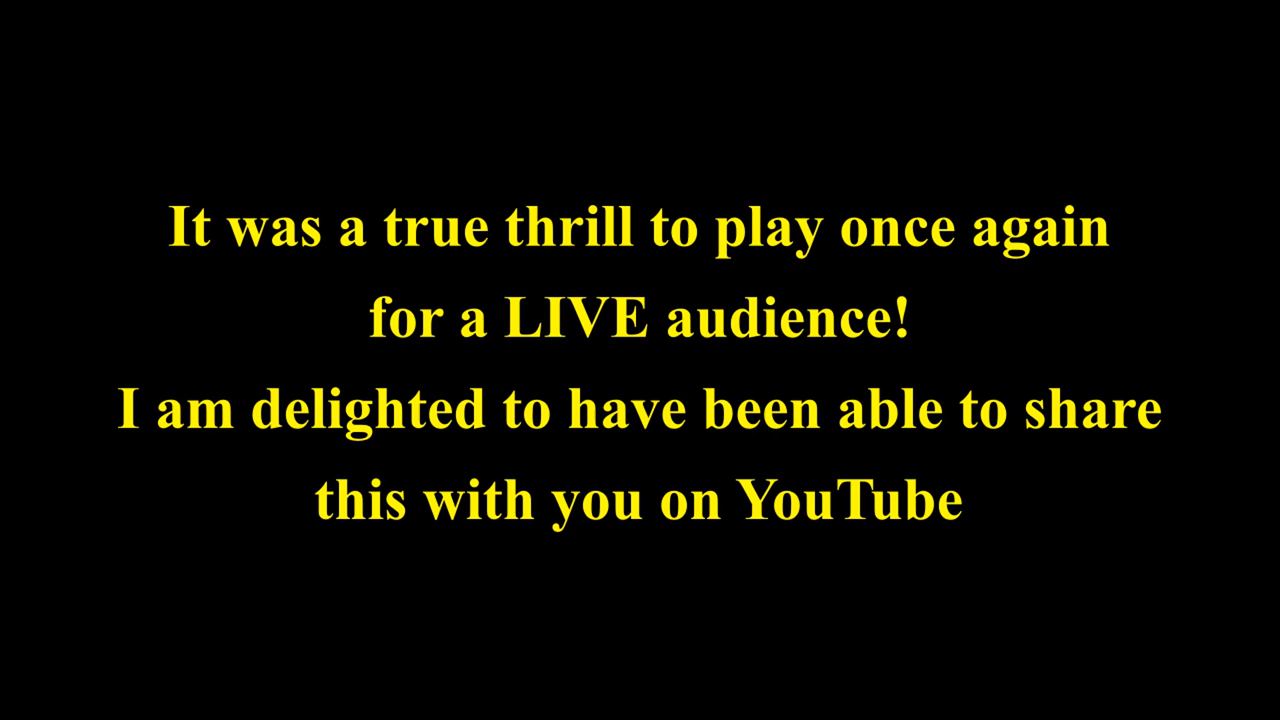 It was a true thrill to play once again
for a LIVE audience!
I am delighted to have been able to share
this with you on YouTube